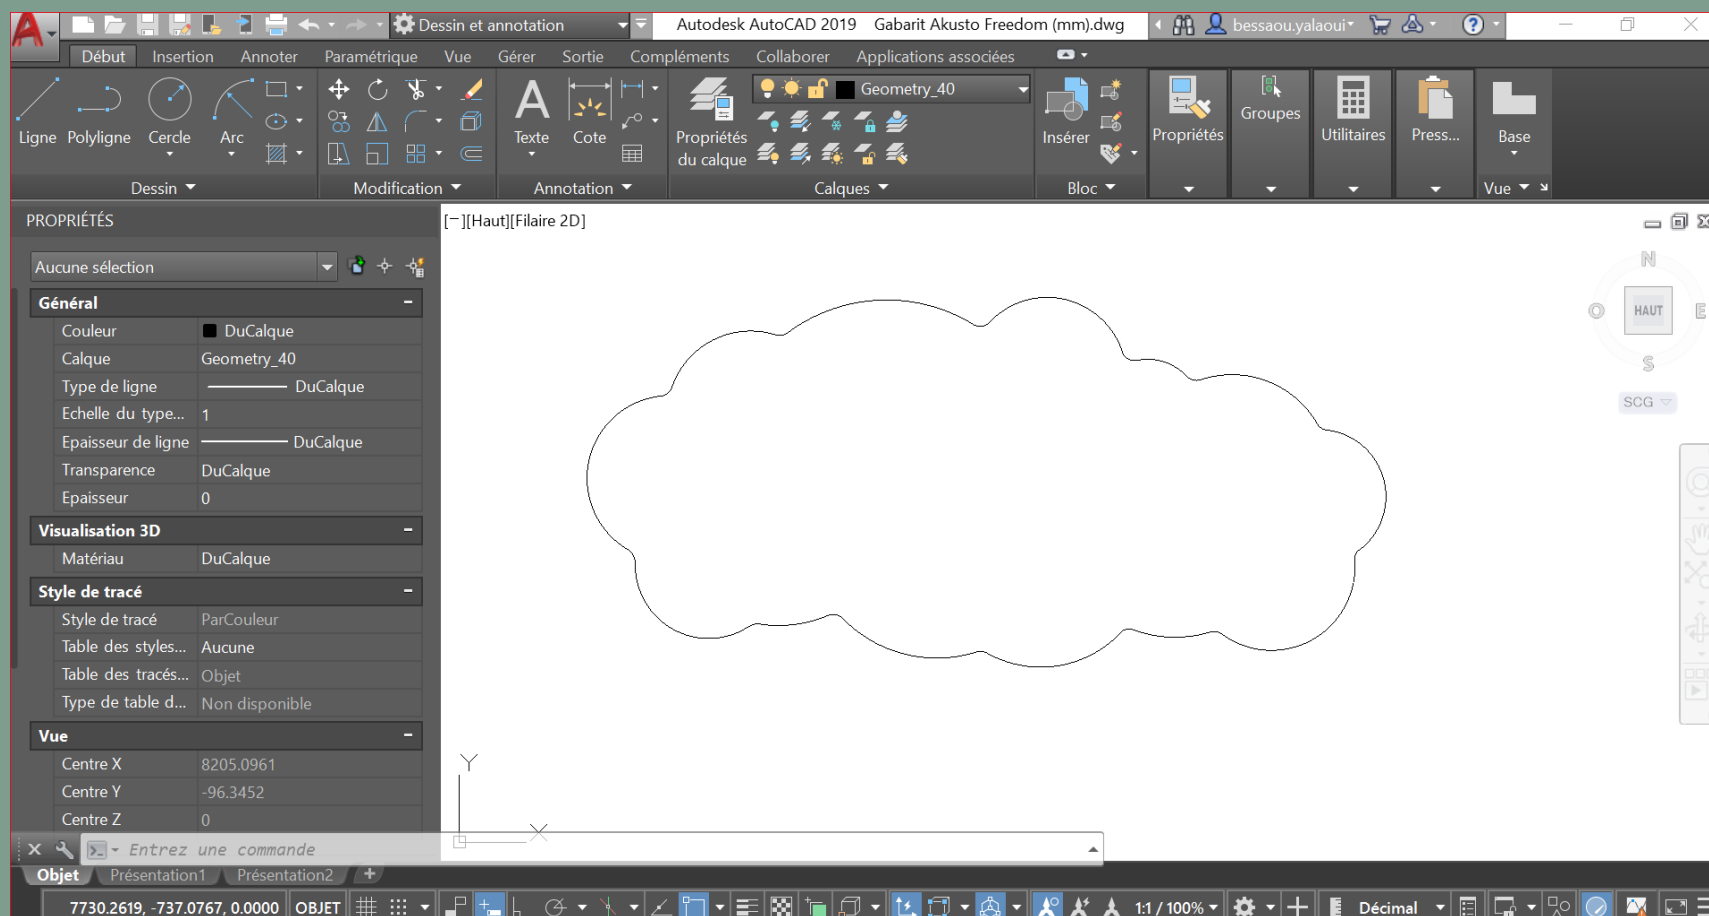 Dessin et annotation
Autodesk AutoCAD 2019 Gabarit Akusto Freedom (mm).dwg
bessaou.yalaoui
Début Insertion Annoter Paramétrique Vue Gérer Sortie Compléments Collaborer Applications associées
Geometry_40
Ligne Polyligne Cercle Arc
Texte Cote
Propriétés du calque
Insérer
Propriétés
Groupes
Utilitaires
Press...
Base
Dessin Modification Annotation Calques Bloc Vue
PROPRIÉTÉS
[−][Haut][Filaire 2D]
Aucune sélection
Général −
Couleur DuCalque
Calque Geometry_40
Type de ligne DuCalque
Echelle du type... 1
Epaisseur de ligne DuCalque
Transparence DuCalque
Epaisseur 0
Visualisation 3D −
Matériau DuCalque
Style de tracé −
Style de tracé ParCouleur
Table des styles... Aucune
Table des tracés... Objet
Type de table d... Non disponible
Vue −
Centre X 8205.0961
Centre Y -96.3452
Centre Z 0
N
O HAUT E
S
SCG
Y
X
Entrez une commande
Objet Présentation1 Présentation2 +
7730.2619, -737.0767, 0.0000 OBJET 1:1 / 100% Décimal